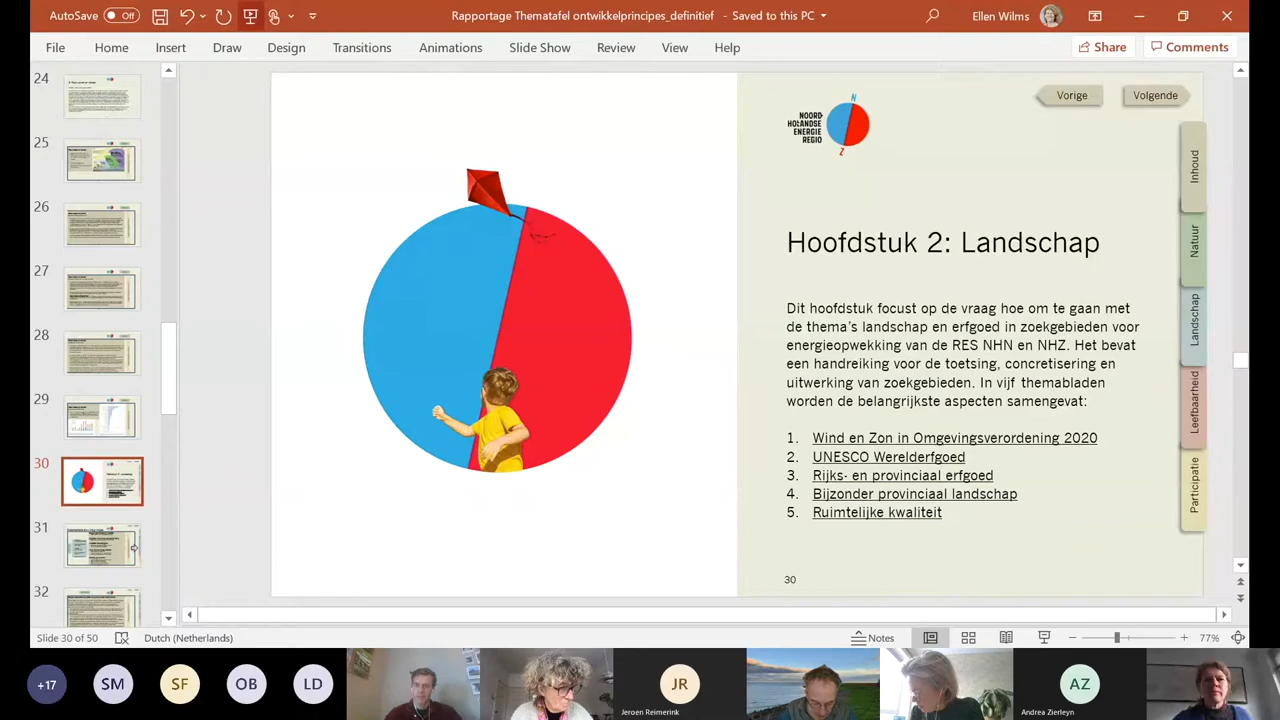 AutoSave Off
Rapportage Thematafel ontwikkelprincipes_definitief - Saved to this PC
Ellen Wilms
File Home Insert Draw Design Transitions Animations Slide Show Review View Help
Share Comments
24
25
26
27
28
29
30
31
32
Vorige Volgende
N
NOORD
HOLLANDSE
ENERGIE
REGIO
Z
Inhoud
Natuur
Landschap
Leefbaarheid
Participatie
Hoofdstuk 2: Landschap
Dit hoofdstuk focust op de vraag hoe om te gaan met
de thema's landschap en erfgoed in zoekgebieden voor
energieopwekking van de RES NHN en NHZ. Het bevat
een handreiking voor de toetsing, concretisering en
uitwerking van zoekgebieden. In vijf themabladen
worden de belangrijkste aspecten samengevat:
1. Wind en Zon in Omgevingsverordening 2020
2. UNESCO Werelderfgoed
3. Rijks- en provinciaal erfgoed
4. Bijzonder provinciaal landschap
5. Ruimtelijke kwaliteit
30
Slide 30 of 50 Dutch (Netherlands) Notes 77%
+17 SM SF OB LD JR AZ
Jeroen Reimerink Andrea Zierleyn